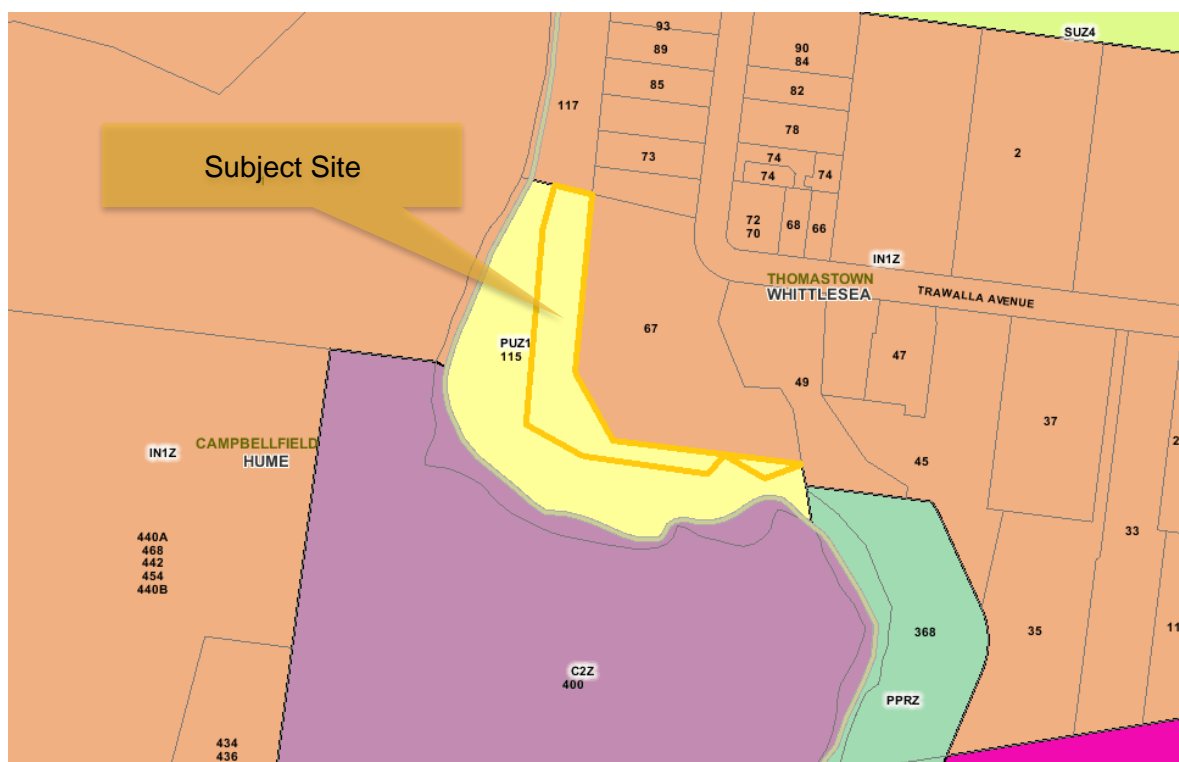 93
SUZ4
89
90
84
85
82
117
78
2
73
74
74
74
Subject Site
72
70
68
66
IN1Z
THOMASTOWN
WHITTLESEA
TRAWALLA AVENUE
67
PUZ1
115
47
49
37
CAMPBELLFIELD
HUME
IN1Z
45
2
33
440A
468
442
454
440B
368
35
11
C2Z
400
PPRZ
434
436